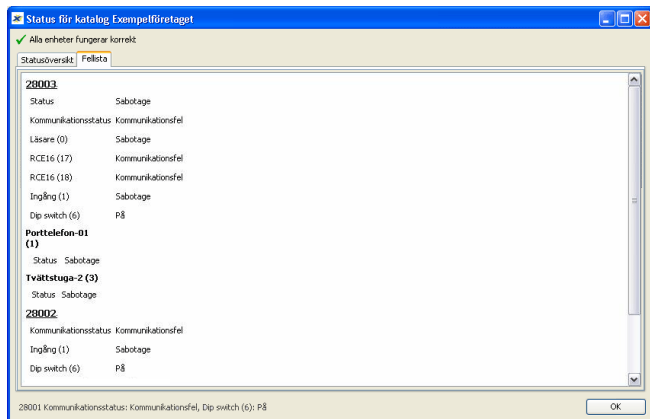 Status för katalog Exempelföretaget
Alla enheter fungerar korrekt
Statusöversikt Fellista
28003
Status Sabotage
Kommunikationsstatus Kommunikationsfel
Läsare (0) Sabotage
RCE16 (17) Kommunikationsfel
RCE16 (18) Kommunikationsfel
Ingång (1) Sabotage
Dip switch (6) På
Porttelefon-01
(1)
Status Sabotage
Tvättstuga-2 (3)
Status Sabotage
28002
Kommunikationsstatus Kommunikationsfel
Ingång (1) Sabotage
Dip switch (6) På
28001 Kommunikationsstatus: Kommunikationsfel, Dip switch (6): På
OK